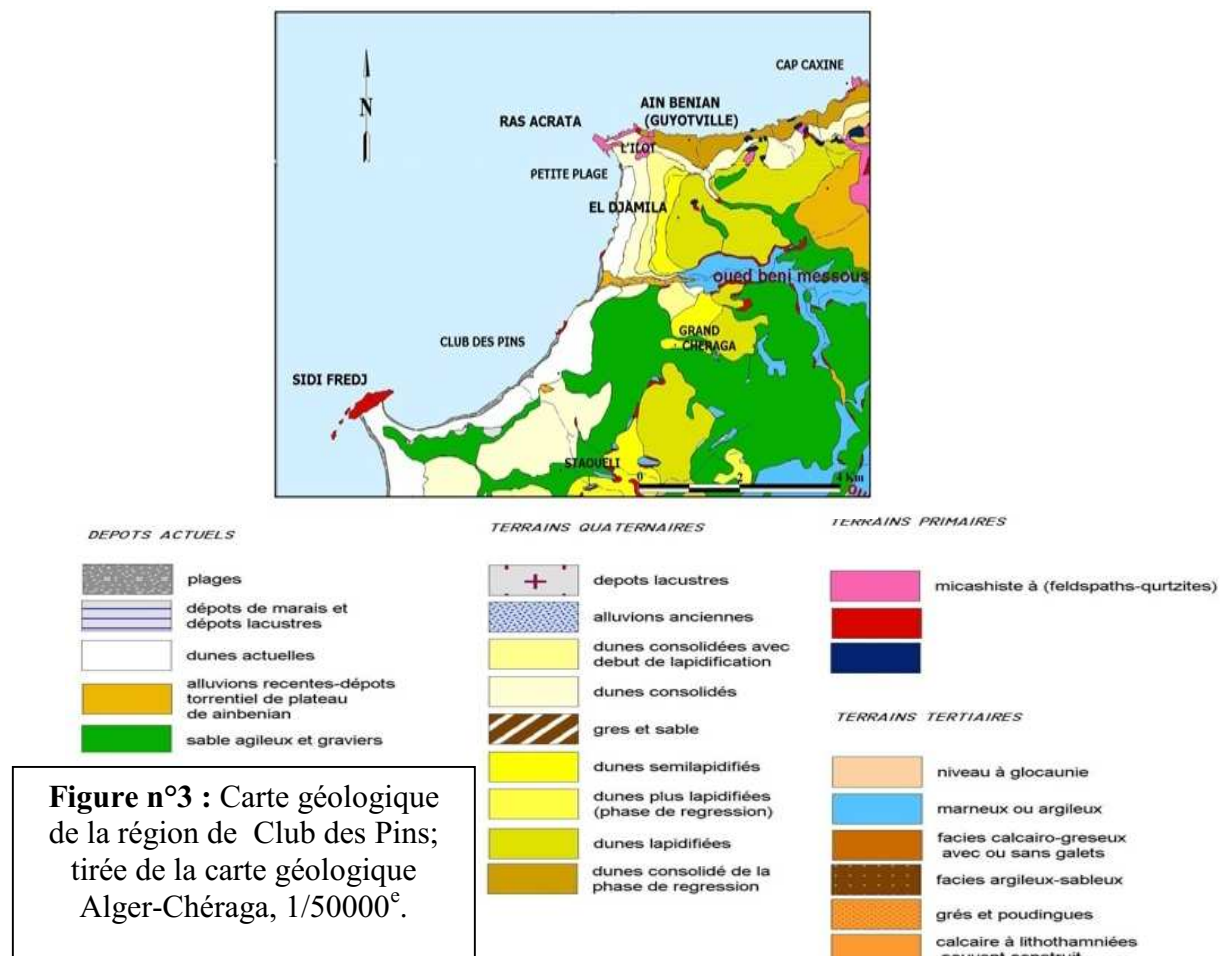 CAP CAXINE
AIN BENIAN
(GUYOTVILLE)
RAS ACRATA
L'ILOT
N
PETITE PLAGE
EL DJAMILA
oued beni messous
GRAND
CHERAGA
CLUB DES PINS
SIDI FREDJ
STAOUELI
0 2 4 Km
DEPOTS ACTUELS
plages
dépots de marais et
dépots lacustres
dunes actuelles
alluvions recentes-dépots
torrentiel de plateau
de ainbenian
sable agileux et graviers
TERRAINS QUATERNAIRES
depots lacustres
alluvions anciennes
dunes consolidées avec
debut de lapidification
dunes consolidés
gres et sable
dunes semilapidifiés
dunes plus lapidifiées
(phase de regression)
dunes lapidifiées
dunes consolidé de la
phase de regression
TERRAINS PRIMAIRES
micashiste à (feldspaths-qurtzites)
TERRAINS TERTIAIRES
niveau à glocaunie
marneux ou argileux
facies calcairo-greseux
avec ou sans galets
facies argileux-sableux
grés et poudingues
calcaire à lithothamniées
Figure n°3 : Carte géologique
de la région de Club des Pins;
tirée de la carte géologique
Alger-Chéraga, 1/50000e.